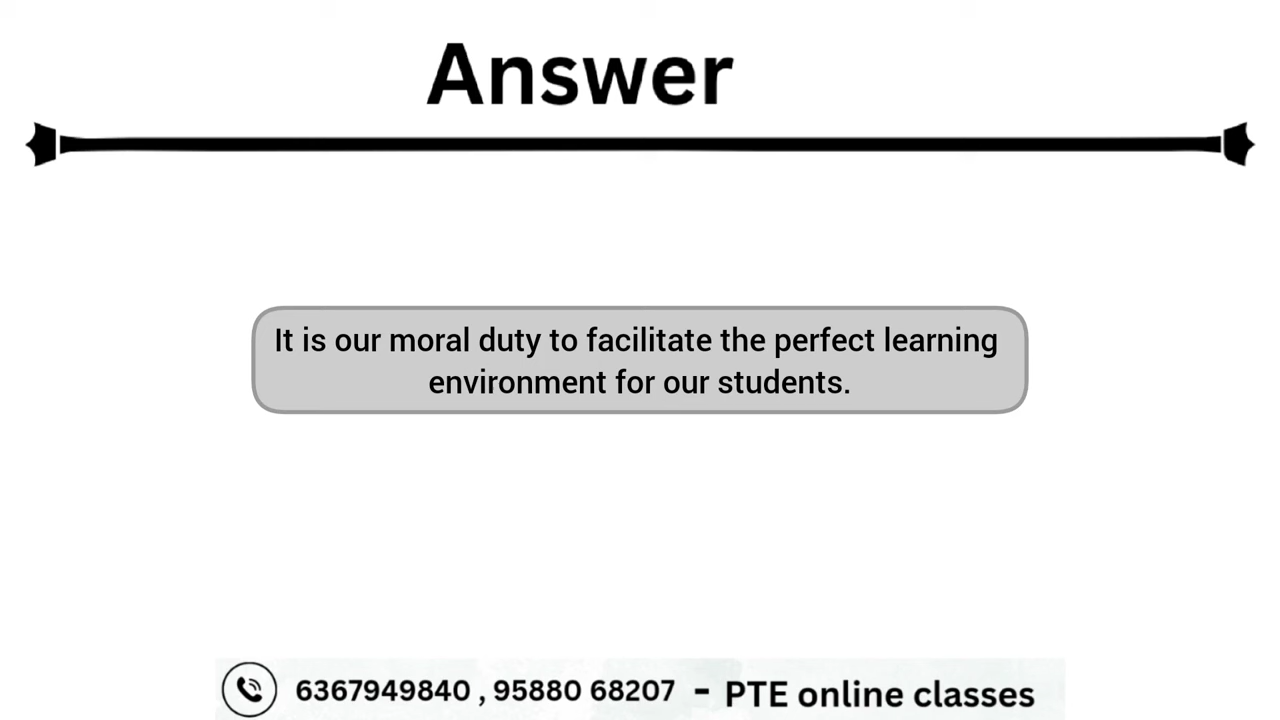 Answer
It is our moral duty to facilitate the perfect learning
environment for our students.
6367949840 , 95880 68207 - PTE online classes